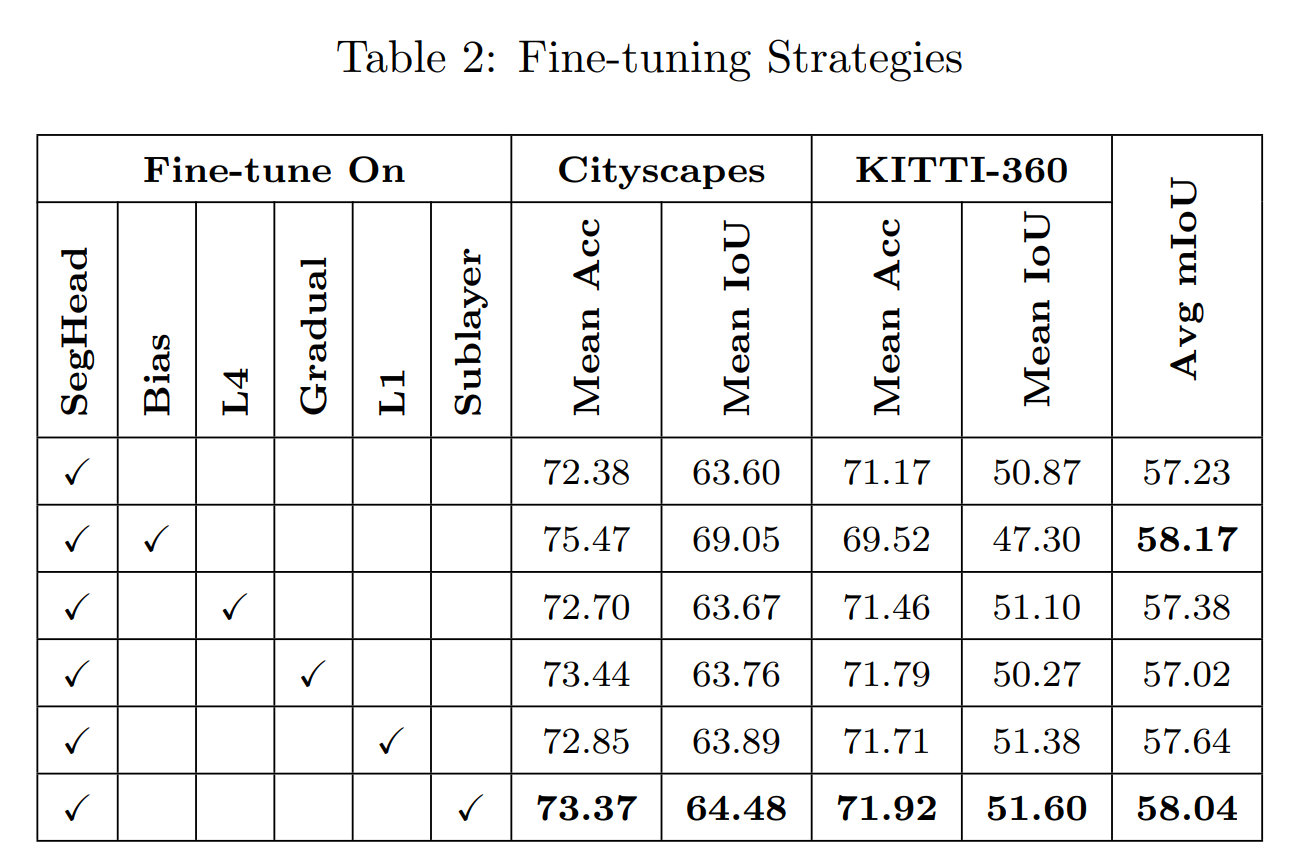 Table 2: Fine-tuning Strategies
Fine-tune On Cityscapes KITTI-360 Avg mIoU
SegHead Bias L4 Gradual L1 Sublayer Mean Acc Mean IoU Mean Acc Mean IoU
✓ 72.38 63.60 71.17 50.87 57.23
✓ ✓ 75.47 69.05 69.52 47.30 58.17
✓ ✓ 72.70 63.67 71.46 51.10 57.38
✓ ✓ 73.44 63.76 71.79 50.27 57.02
✓ ✓ 72.85 63.89 71.71 51.38 57.64
✓ ✓ 73.37 64.48 71.92 51.60 58.04